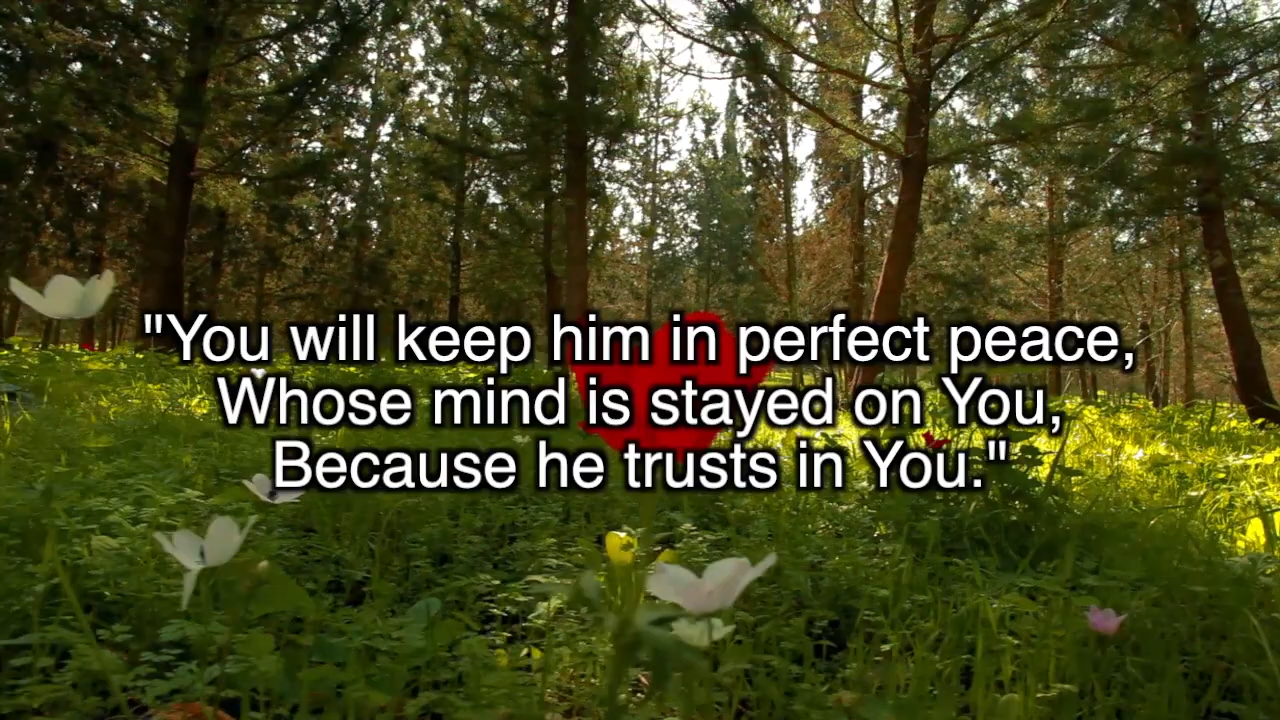 "You will keep him in perfect peace,
Whose mind is stayed on You,
Because he trusts in You."